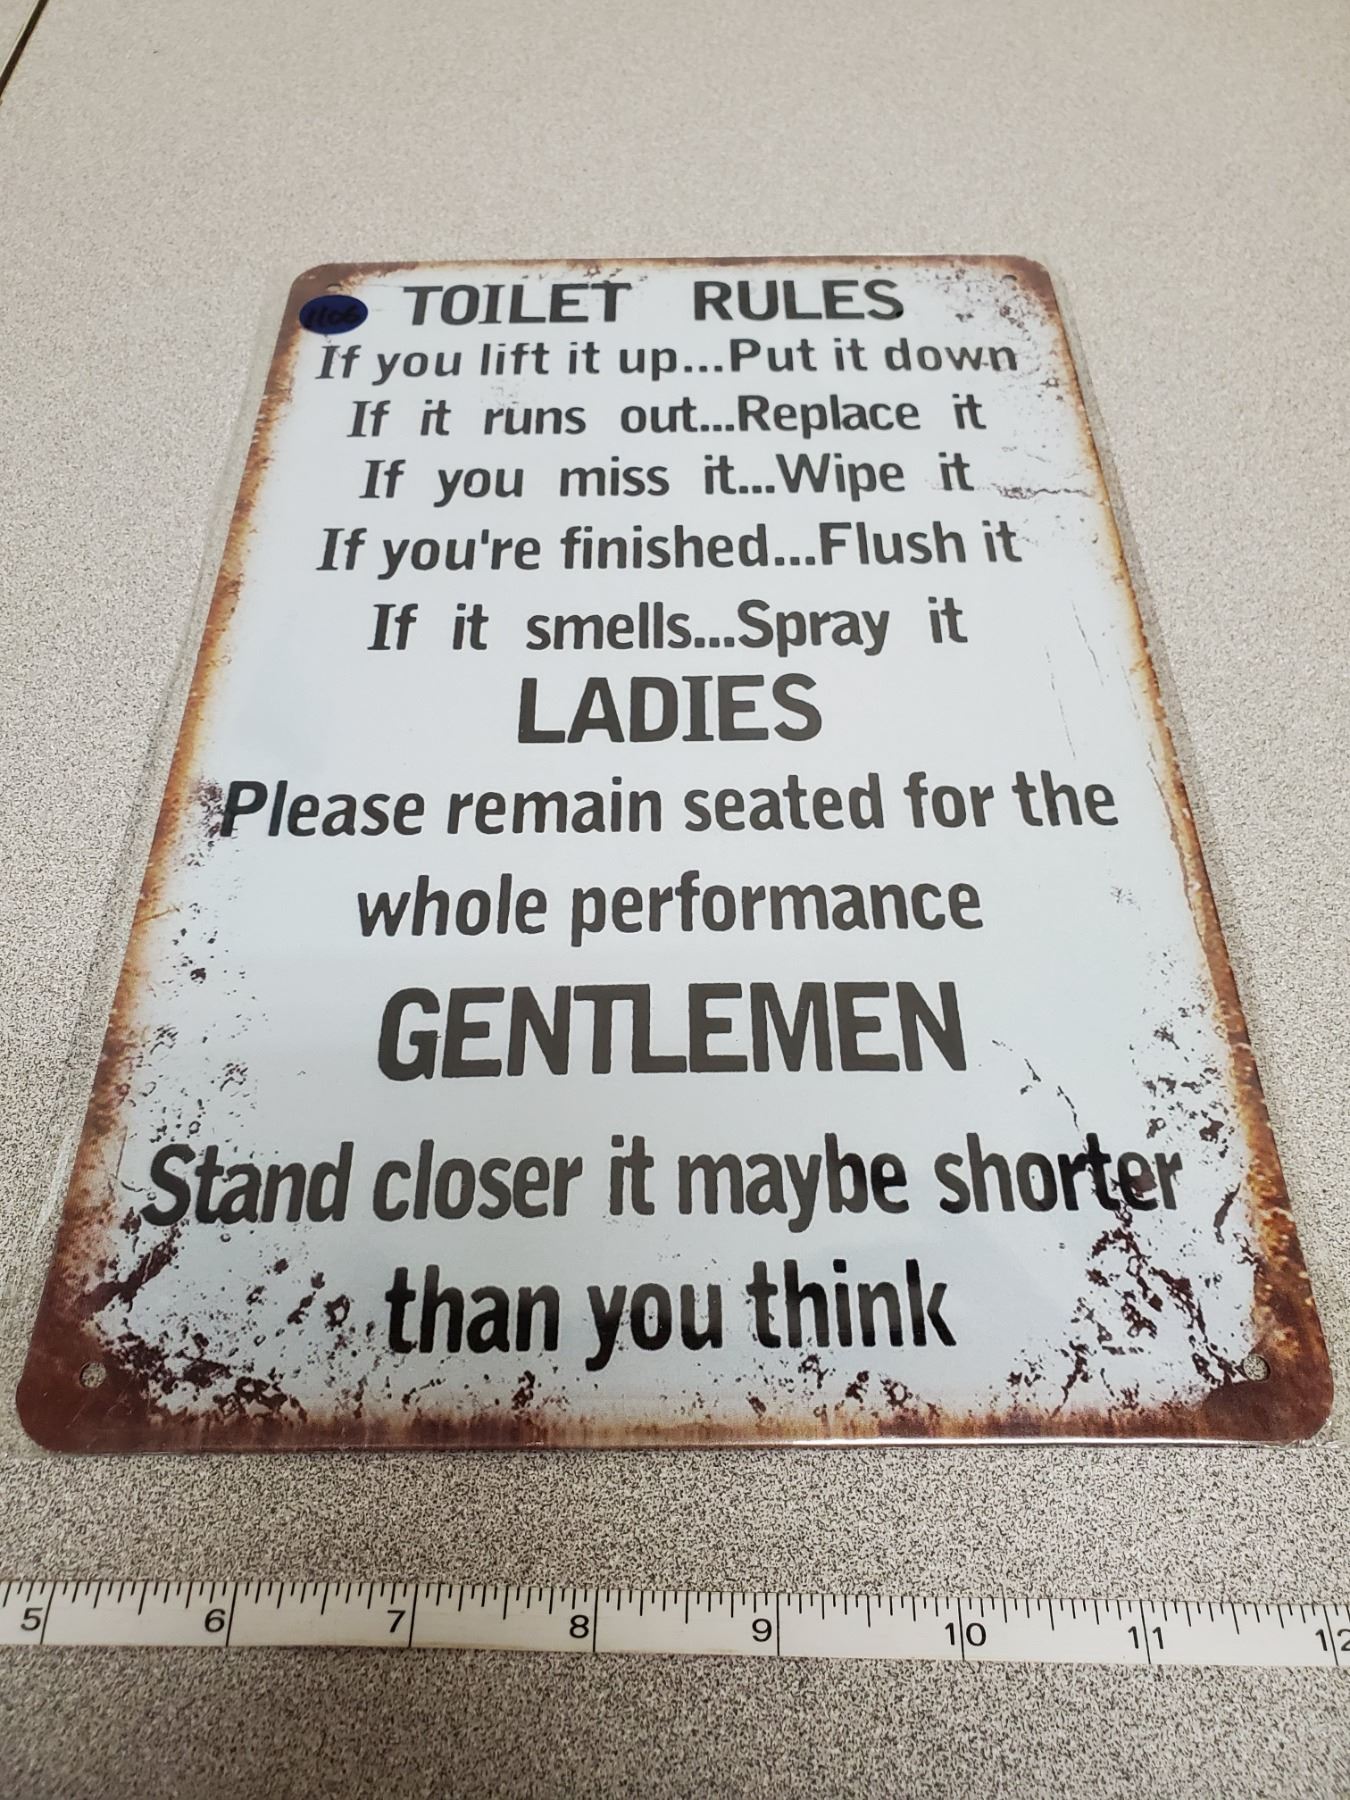 TOILET RULES
1106
If you lift it up...Put it down
If it runs out...Replace it
If you miss it...Wipe it
If you're finished...Flush it
If it smells...Spray it
LADIES
Please remain seated for the
whole performance
GENTLEMEN
Stand closer it maybe shorter
than you think
5 6 7 8 9 10 11 12